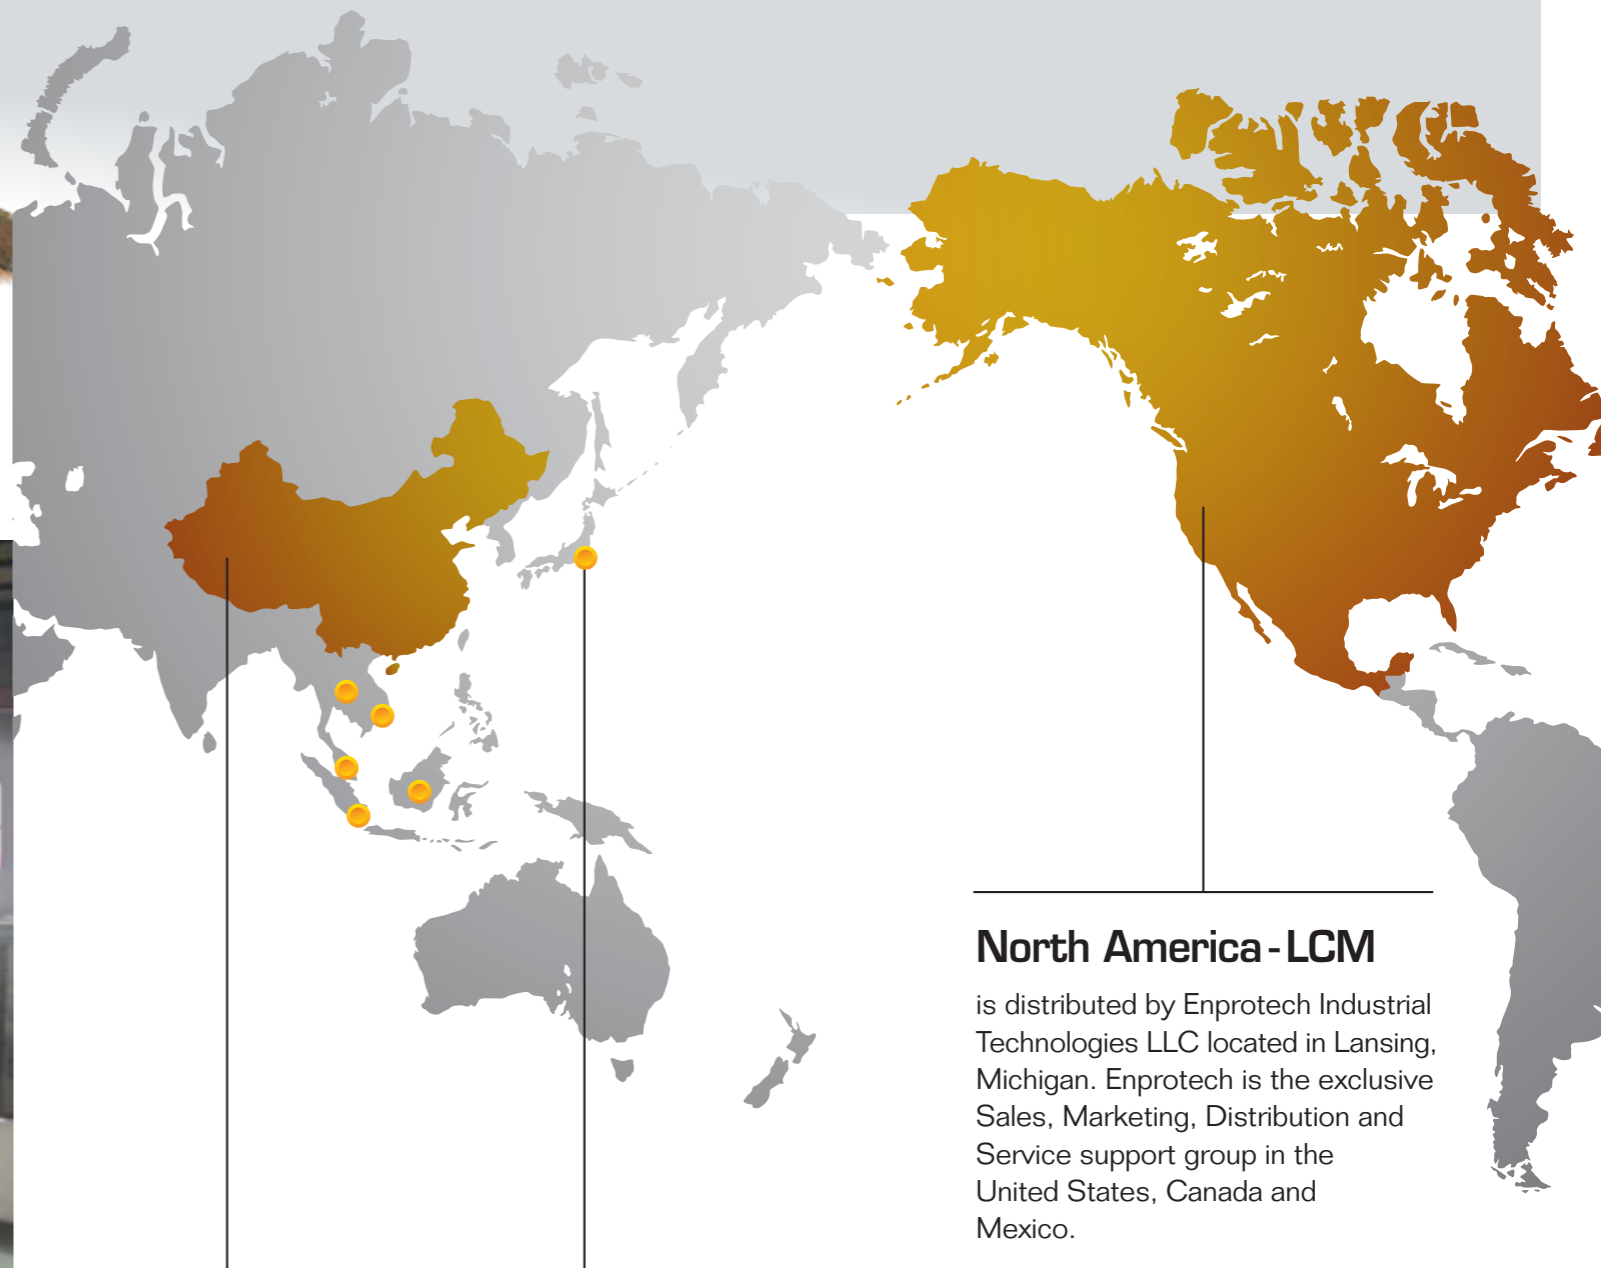 North America - LCM
is distributed by Enprotech Industrial
Technologies LLC located in Lansing,
Michigan. Enprotech is the exclusive
Sales, Marketing, Distribution and
Service support group in the
United States, Canada and
Mexico.